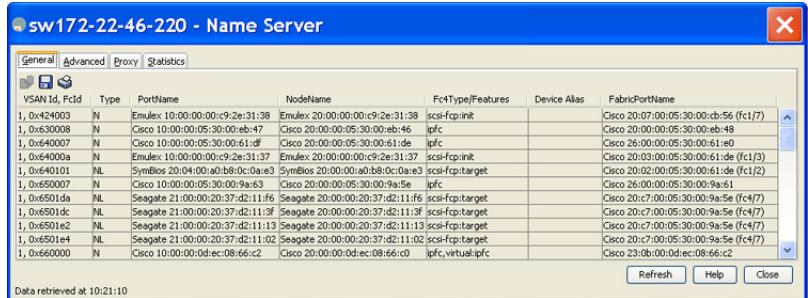 sw172-22-46-220 - Name Server
General Advanced Proxy Statistics
VSAN Id, FcId Type PortName NodeName Fc4Type/Features Device Alias FabricPortName
1, 0x424003 N Emulex 10:00:00:00:c9:2e:31:38 Emulex 20:00:00:00:c9:2e:31:38 scsi-fcp:init Cisco 20:07:00:05:30:00:cb:56 (fc1/7)
1, 0x630008 N Cisco 10:00:00:05:30:00:eb:47 Cisco 20:00:00:05:30:00:eb:46 ipfc Cisco 20:00:00:05:30:00:eb:48
1, 0x640007 N Cisco 10:00:00:05:30:00:61:df Cisco 20:00:00:05:30:00:61:de ipfc Cisco 26:00:00:05:30:00:61:e0
1, 0x64000a N Emulex 10:00:00:00:c9:2e:31:37 Emulex 20:00:00:00:c9:2e:31:37 scsi-fcp:init Cisco 20:03:00:05:30:00:61:de (fc1/3)
1, 0x640101 NL SymBios 20:04:00:a0:b8:0c:0a:e3 SymBios 20:00:00:a0:b8:0c:0a:e3 scsi-fcp:target Cisco 20:02:00:05:30:00:61:de (fc1/2)
1, 0x650007 N Cisco 10:00:00:05:30:00:9a:63 Cisco 20:00:00:05:30:00:9a:5e ipfc Cisco 26:00:00:05:30:00:9a:61
1, 0x6501da NL Seagate 21:00:00:20:37:d2:11:f6 Seagate 20:00:00:20:37:d2:11:f6 scsi-fcp:target Cisco 20:c7:00:05:30:00:9a:5e (fc4/7)
1, 0x6501dc NL Seagate 21:00:00:20:37:d2:11:3f Seagate 20:00:00:20:37:d2:11:3f scsi-fcp:target Cisco 20:c7:00:05:30:00:9a:5e (fc4/7)
1, 0x6501e2 NL Seagate 21:00:00:20:37:d2:11:13 Seagate 20:00:00:20:37:d2:11:13 scsi-fcp:target Cisco 20:c7:00:05:30:00:9a:5e (fc4/7)
1, 0x6501e4 NL Seagate 21:00:00:20:37:d2:11:02 Seagate 20:00:00:20:37:d2:11:02 scsi-fcp:target Cisco 20:c7:00:05:30:00:9a:5e (fc4/7)
1, 0x660000 N Cisco 10:00:00:0d:ec:08:66:c2 Cisco 20:00:00:0d:ec:08:66:c0 ipfc,virtual:ipfc Cisco 23:0b:00:0d:ec:08:66:c2
Refresh Help Close
Data retrieved at 10:21:10